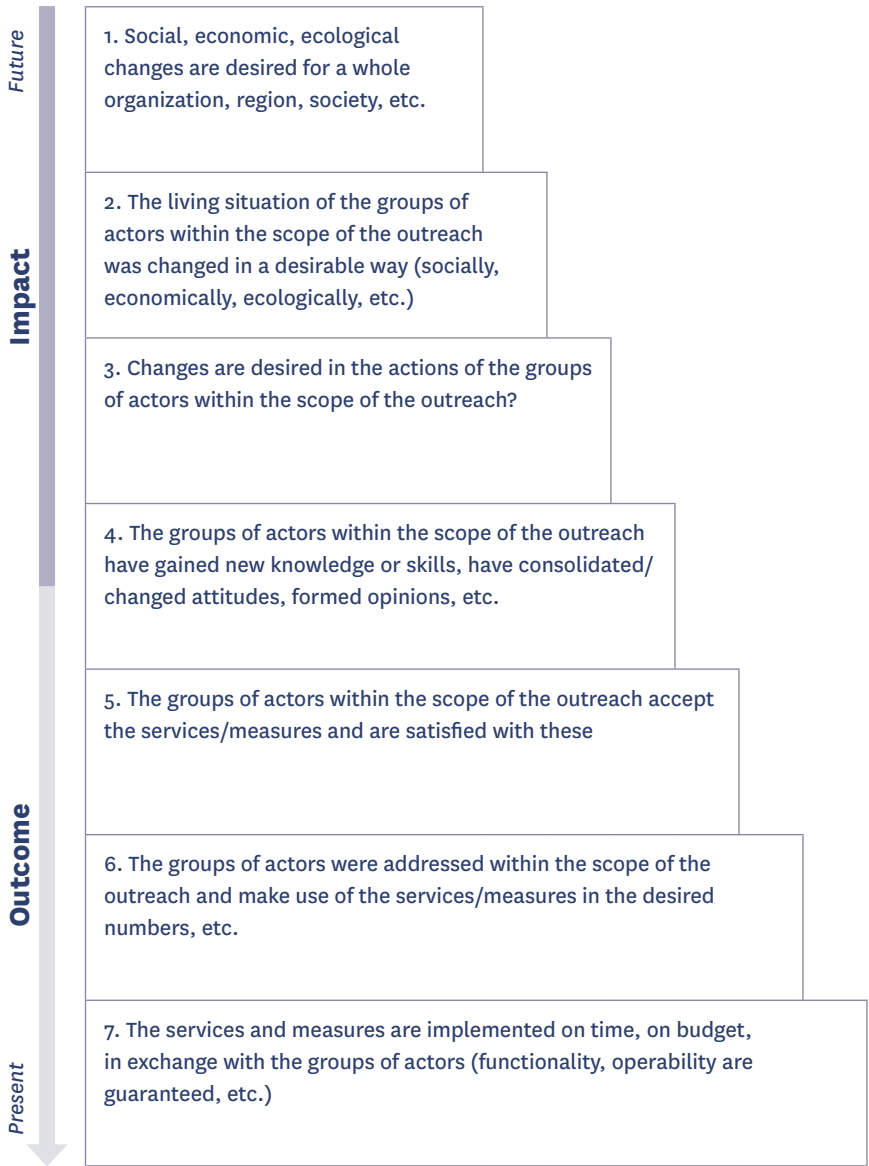 Future
1. Social, economic, ecological
changes are desired for a whole
organization, region, society, etc.
Impact
2. The living situation of the groups of
actors within the scope of the outreach
was changed in a desirable way (socially,
economically, ecologically, etc.)
3. Changes are desired in the actions of the groups
of actors within the scope of the outreach?
4. The groups of actors within the scope of the outreach
have gained new knowledge or skills, have consolidated/
changed attitudes, formed opinions, etc.
5. The groups of actors within the scope of the outreach accept
the services/measures and are satisfied with these
Outcome
6. The groups of actors were addressed within the scope of the
outreach and make use of the services/measures in the desired
numbers, etc.
Present
7. The services and measures are implemented on time, on budget,
in exchange with the groups of actors (functionality, operability are
guaranteed, etc.)